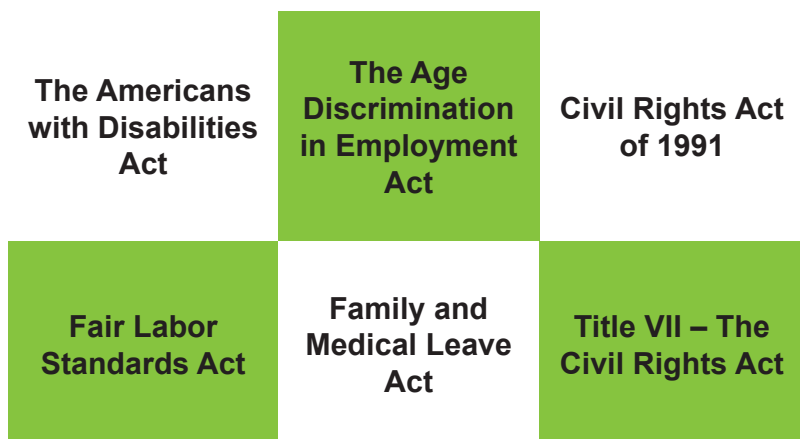 The Americans
with Disabilities
Act
The Age
Discrimination
in Employment
Act
Civil Rights Act
of 1991
Fair Labor
Standards Act
Family and
Medical Leave
Act
Title VII – The
Civil Rights Act